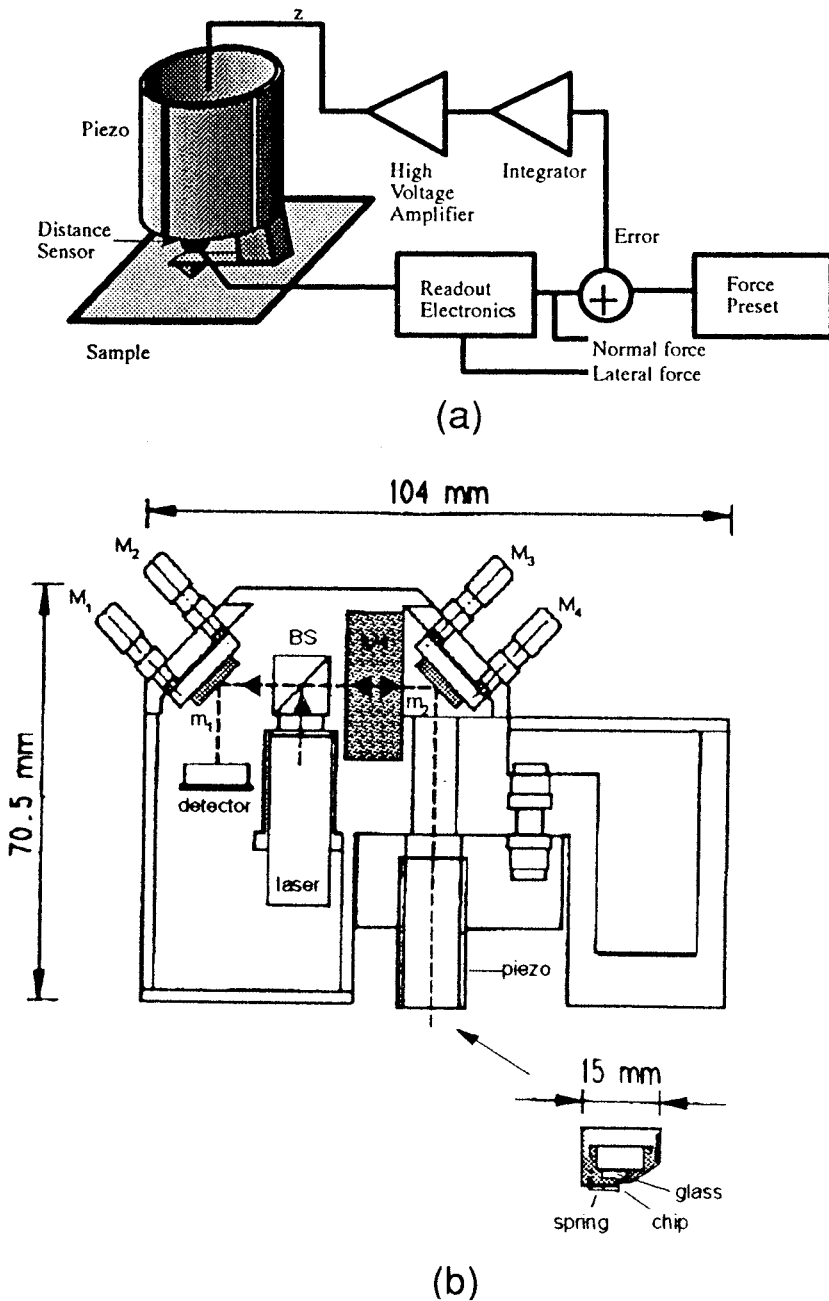 z
Piezo
High
Voltage
Amplifier
Integrator
Distance
Sensor
Error
Readout
Electronics
Force
Preset
Normal force
Lateral force
Sample
(a)
104 mm
M₂
M₃
M₁
M₄
BS
m₁
m₂
detector
70.5 mm
laser
piezo
15 mm
glass
spring
chip
(b)